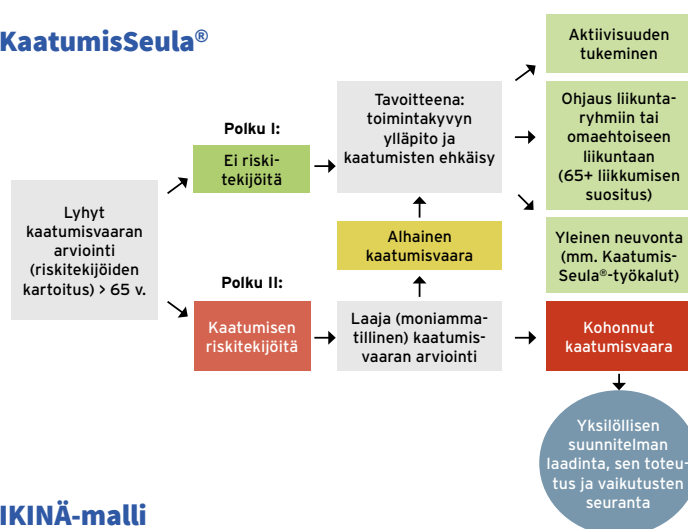 KaatumisSeula®
Lyhyt
kaatumisvaaran
arviointi
(riskitekijöiden
kartoitus) > 65 v.
Polku I:
Ei riski-
tekijöitä
Tavoitteena:
toimintakyvyn
ylläpito ja
kaatumisten ehkäisy
Aktiivisuuden
tukeminen
Ohjaus liikunta-
ryhmiin tai
omaehtoiseen
liikuntaan
(65+ liikkumisen
suositus)
Yleinen neuvonta
(mm. Kaatumis-
Seula®-työkalut)
Alhainen
kaatumisvaara
Polku II:
Kaatumisen
riskitekijöitä
Laaja (moniamma-
tillinen) kaatumis-
vaaran arviointi
Kohonnut
kaatumisvaara
Yksilöllisen
suunnitelman
laadinta, sen toteu-
tus ja vaikutusten
seuranta
IKINÄ-malli